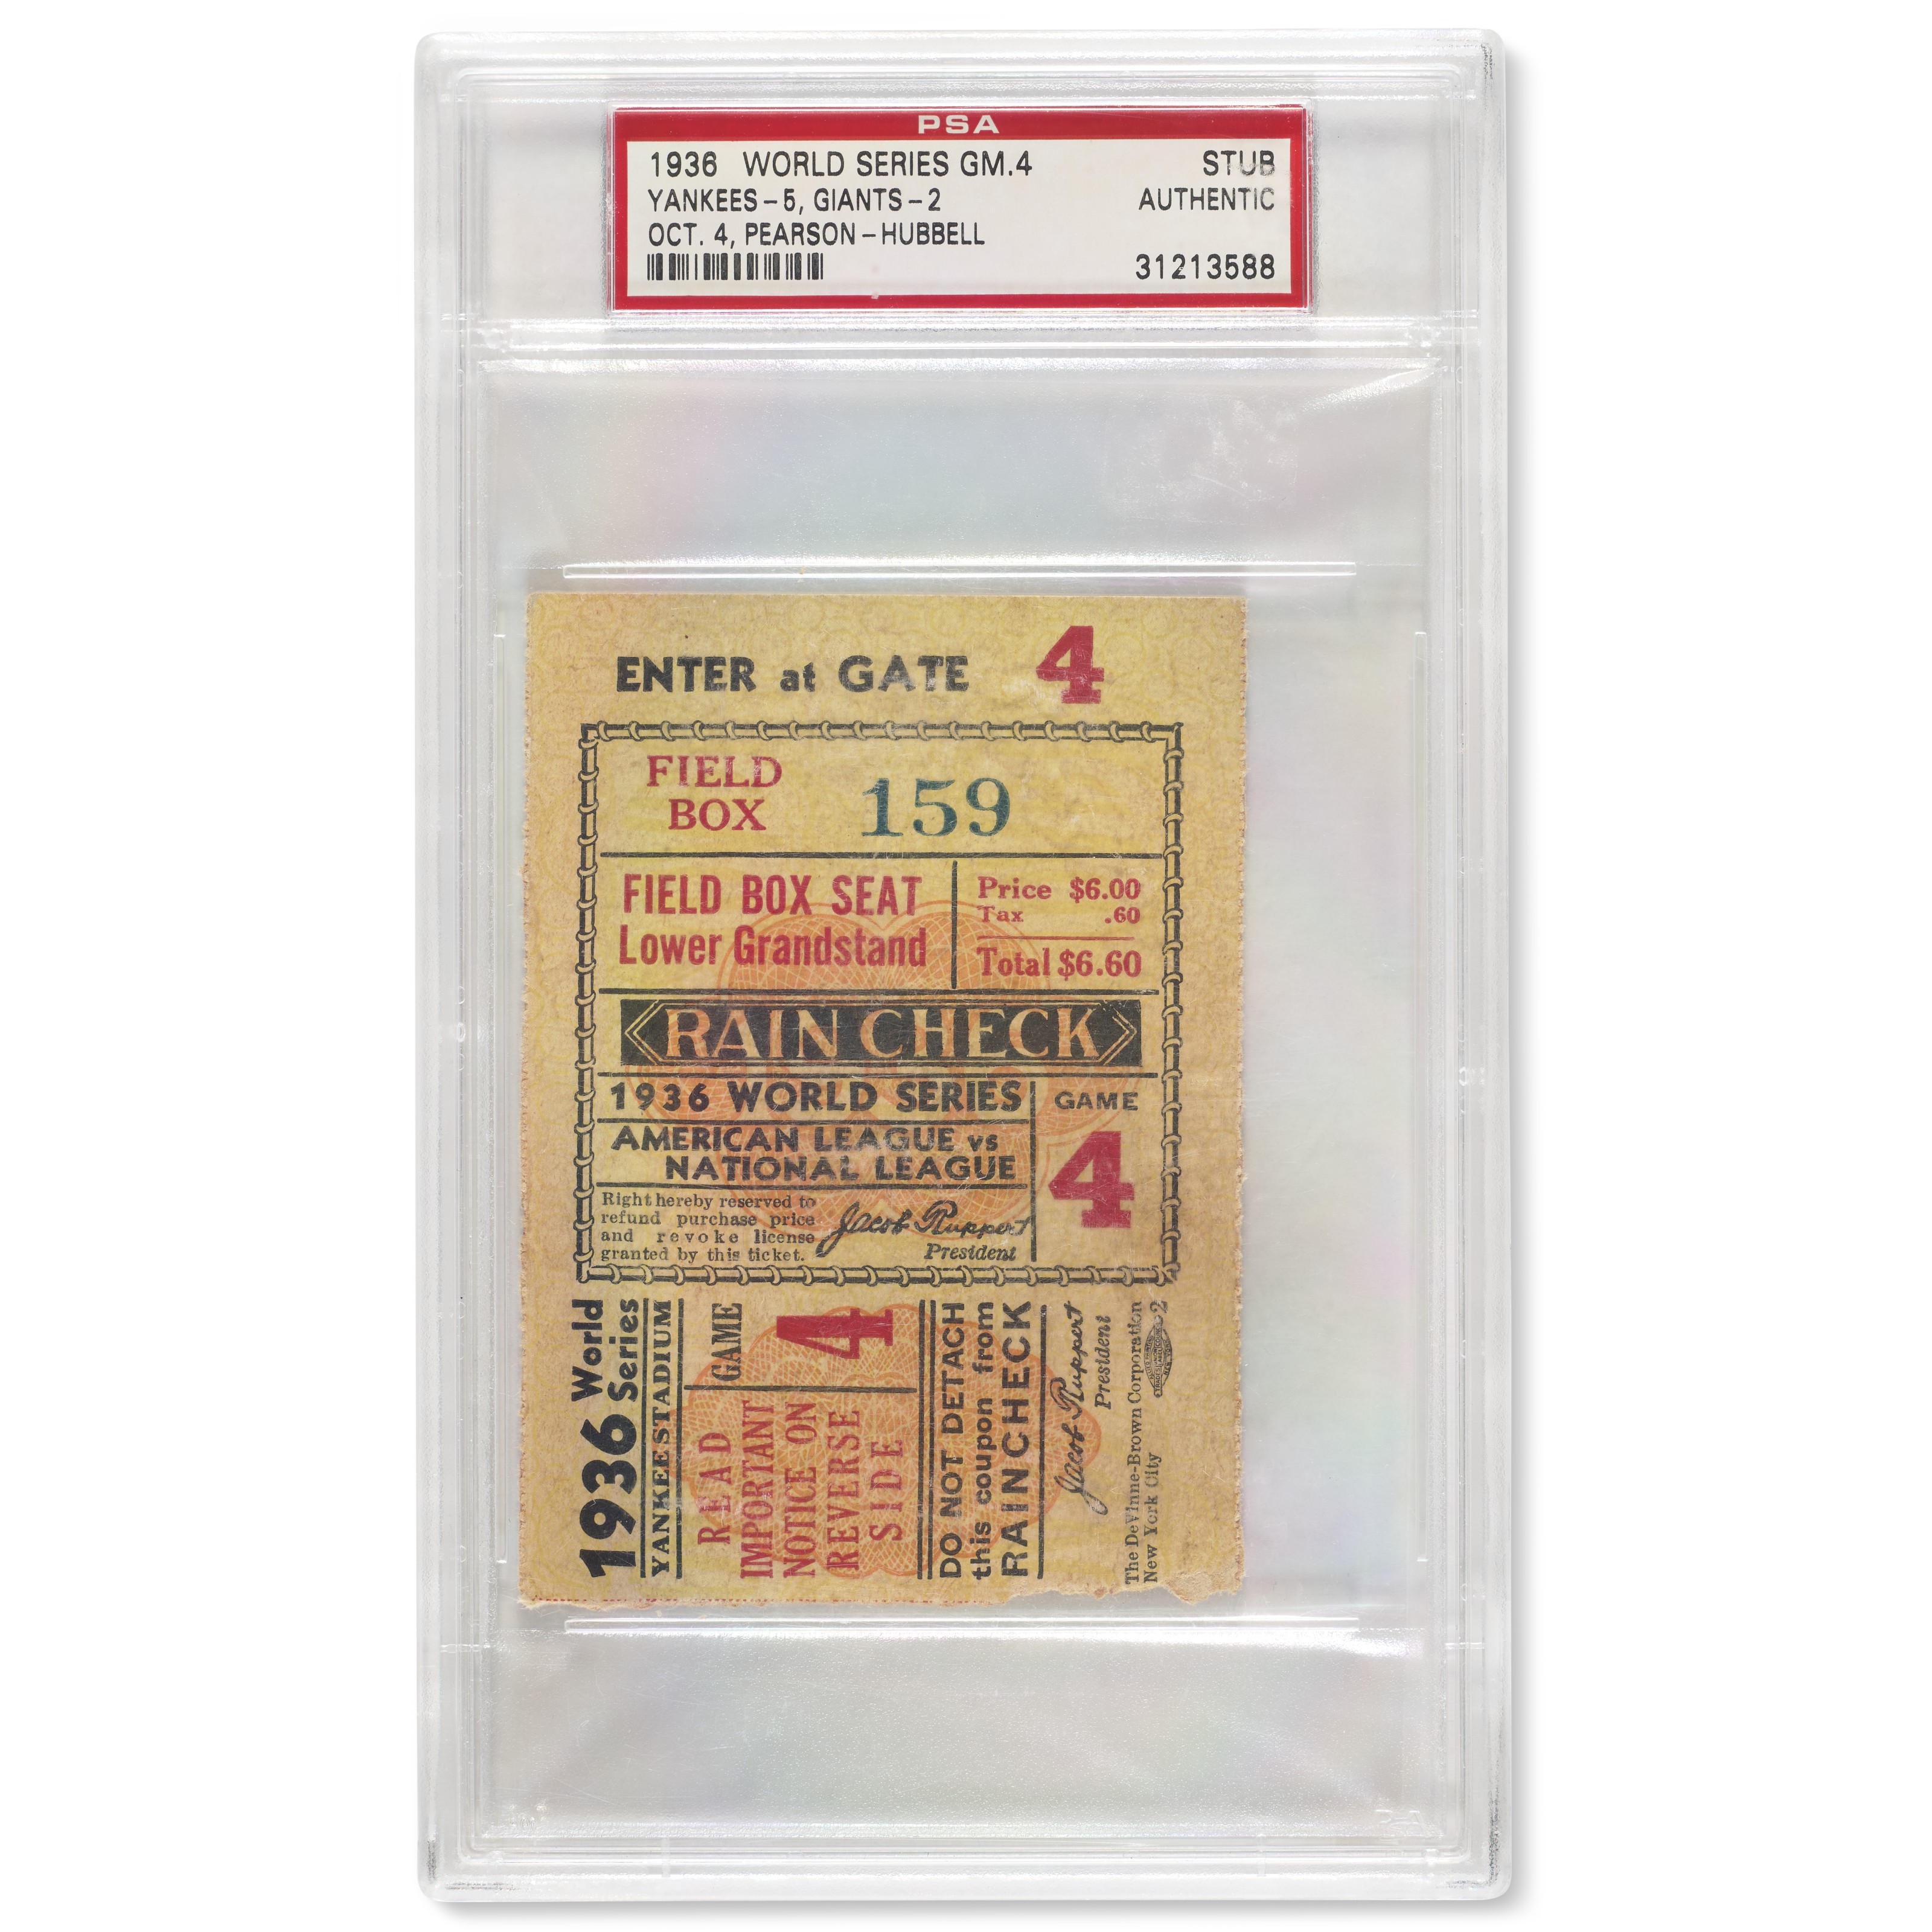 PSA
1936 WORLD SERIES GM.4 STUB
YANKEES-5, GIANTS-2 AUTHENTIC
OCT. 4, PEARSON-HUBBELL
31213588
ENTER at GATE 4
FIELD
BOX
159
FIELD BOX SEAT
Lower Grandstand
Price $6.00
Tax .60
Total $6.60
RAIN CHECK
1936 WORLD SERIES
AMERICAN LEAGUE vs
NATIONAL LEAGUE
GAME
4
Right hereby reserved to
refund purchase price
and revoke license
granted by this ticket.
Jacob Ruppert
President
1936 World
Series
YANKEE STADIUM
GAME
4
READ
IMPORTANT
NOTICE ON
REVERSE
SIDE
DO NOT DETACH
this coupon from
RAINCHECK
Jacob Ruppert
President
The DeVinne-Brown Corporation
New York City
2